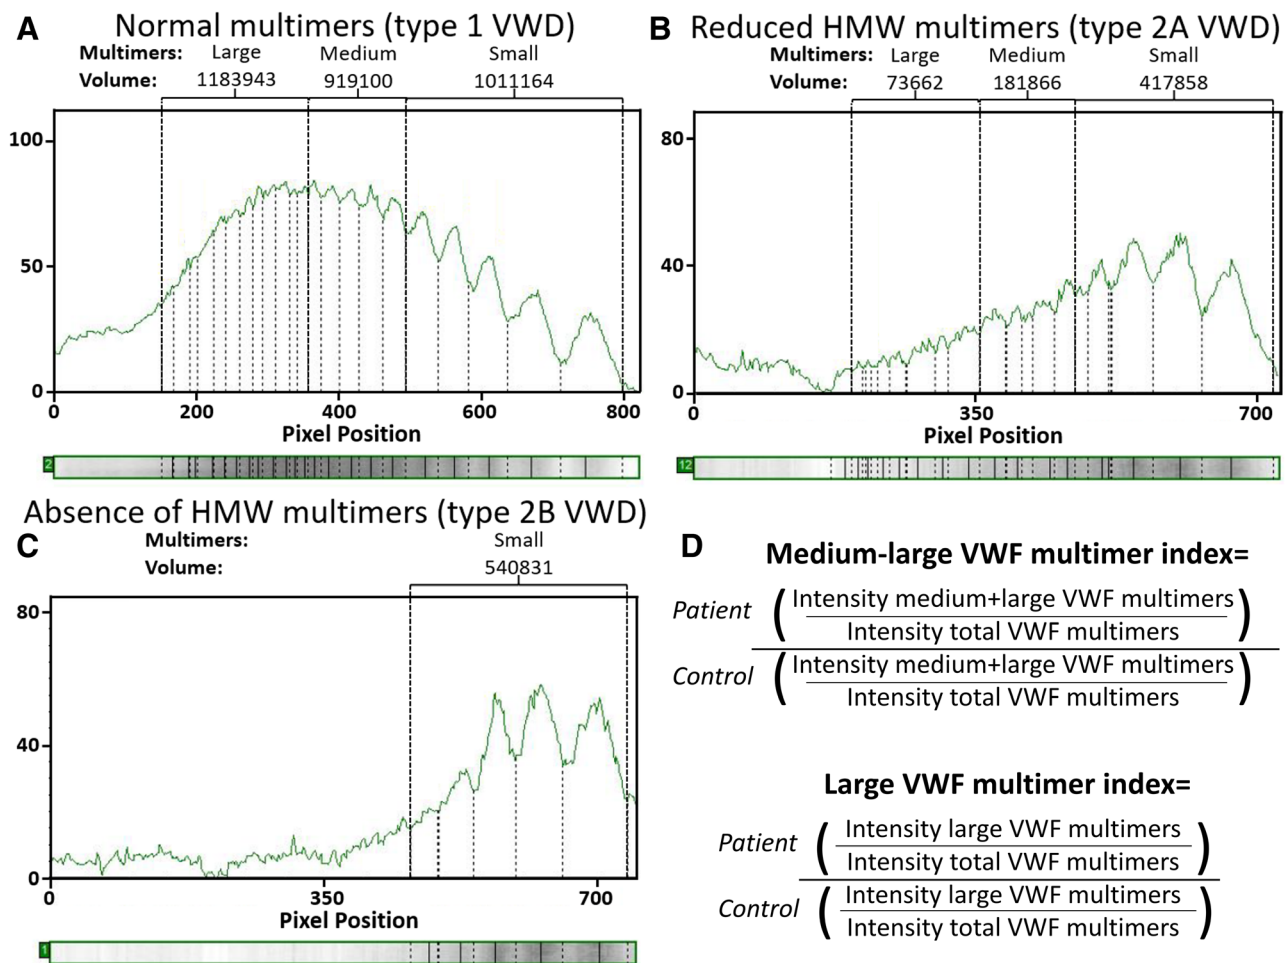 A Normal multimers (type 1 VWD)
Multimers: Large Medium Small
Volume: 1183943 919100 1011164
100
50
0
0 200 400 600 800
Pixel Position
2
B Reduced HMW multimers (type 2A VWD)
Multimers: Large Medium Small
Volume: 73662 181866 417858
80
40
0
0 350 700
Pixel Position
12
Absence of HMW multimers (type 2B VWD)
C Multimers: Small
Volume: 540831
80
40
0
0 350 700
Pixel Position
1
D Medium-large VWF multimer index=
Patient (Intensity medium+large VWF multimers
Intensity total VWF multimers)
Control (Intensity medium+large VWF multimers
Intensity total VWF multimers)
Large VWF multimer index=
Patient (Intensity large VWF multimers
Intensity total VWF multimers)
Control (Intensity large VWF multimers
Intensity total VWF multimers)